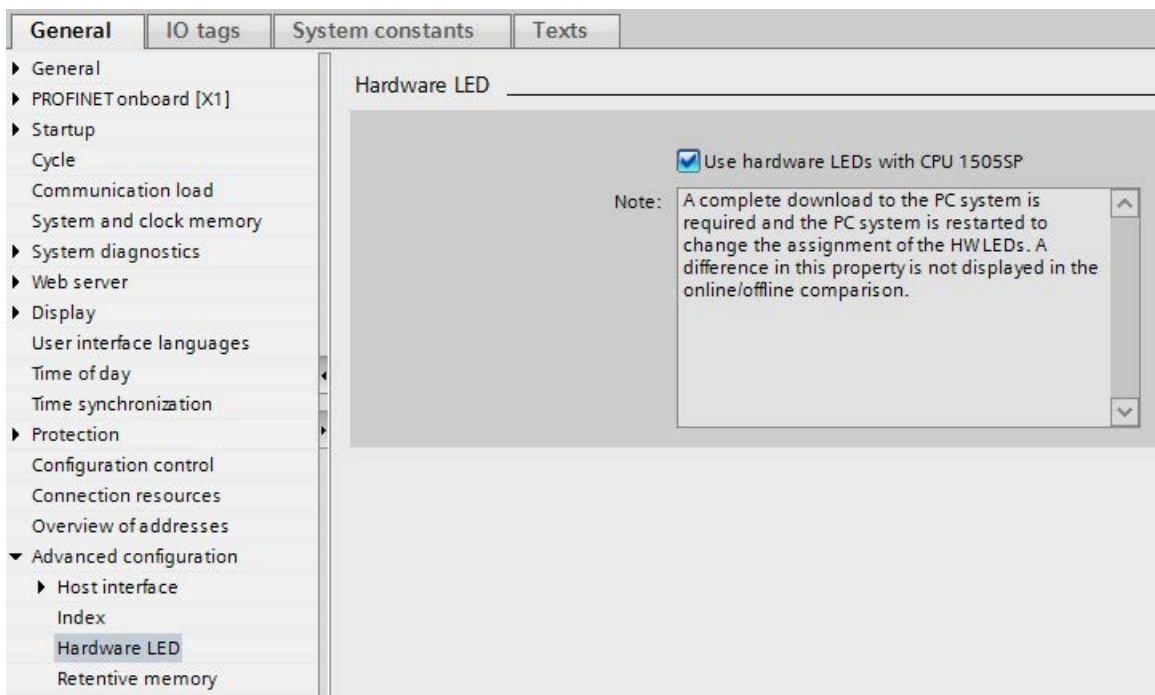 General
IO tags
System constants
Texts
General
PROFINET onboard [X1]
Startup
Cycle
Communication load
System and clock memory
System diagnostics
Web server
Display
User interface languages
Time of day
Time synchronization
Protection
Configuration control
Connection resources
Overview of addresses
Advanced configuration
Host interface
Index
Hardware LED
Retentive memory
Hardware LED
Use hardware LEDs with CPU 1505SP
Note:
A complete download to the PC system is
required and the PC system is restarted to
change the assignment of the HW LEDs. A
difference in this property is not displayed in the
online/offline comparison.